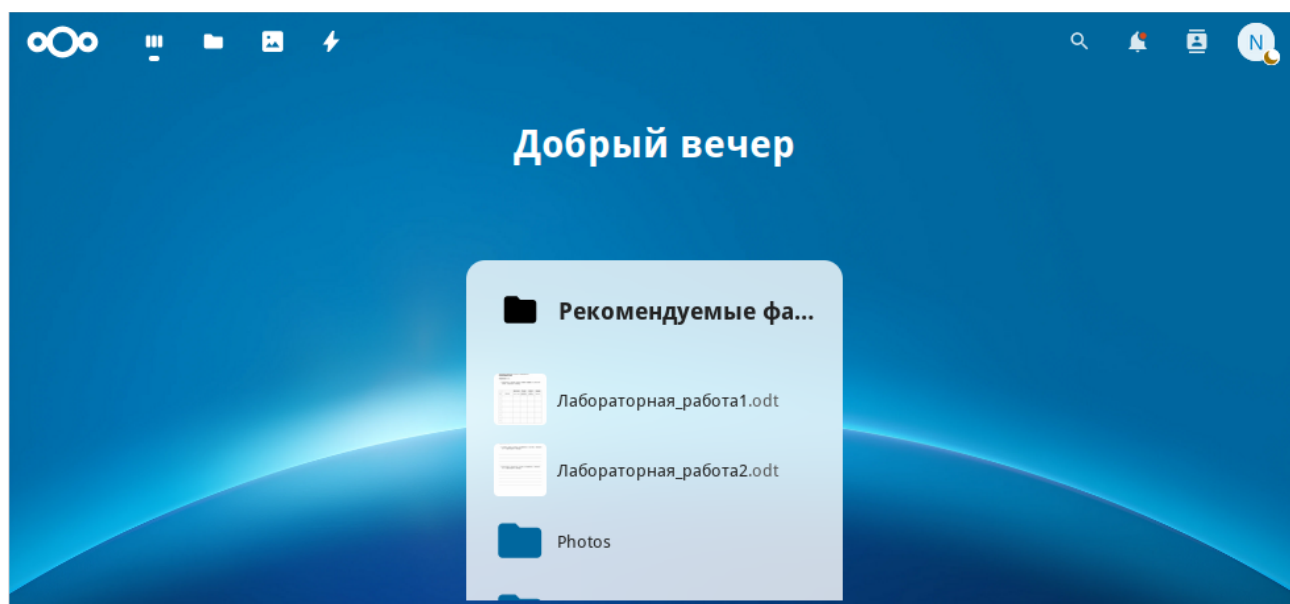 N
Добрый вечер
Рекомендуемые фа...
Лабораторная_работа1.odt
Лабораторная_работа2.odt
Photos